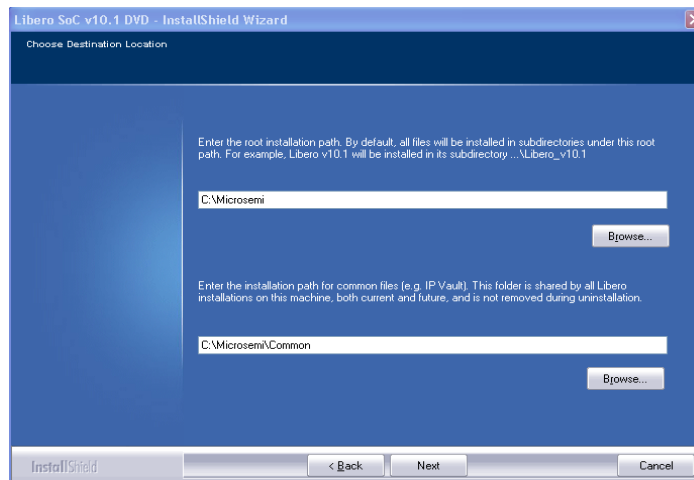 Libero SoC v10.1 DVD - InstallShield Wizard
Choose Destination Location
Enter the root installation path. By default, all files will be installed in subdirectories under this root
path. For example, Libero v10.1 will be installed in its subdirectory ...\Libero_v10.1
C:\Microsemi
Browse...
Enter the installation path for common files (e.g. IP Vault). This folder is shared by all Libero
installations on this machine, both current and future, and is not removed during uninstallation.
C:\Microsemi\Common
Browse...
InstallShield
< Back
Next
Cancel